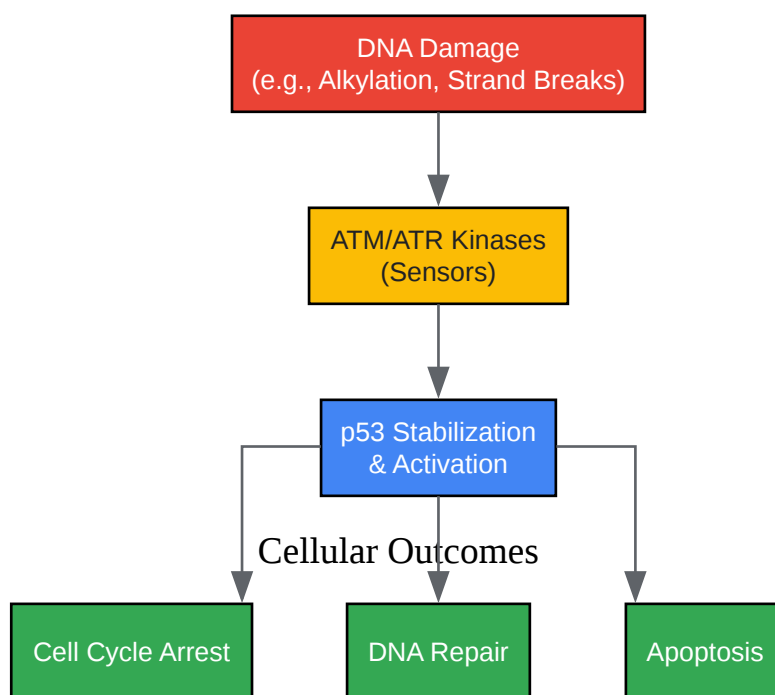 DNA Damage
(e.g., Alkylation, Strand Breaks)
ATM/ATR Kinases
(Sensors)
p53 Stabilization
& Activation
Cellular Outcomes
Cell Cycle Arrest
DNA Repair
Apoptosis